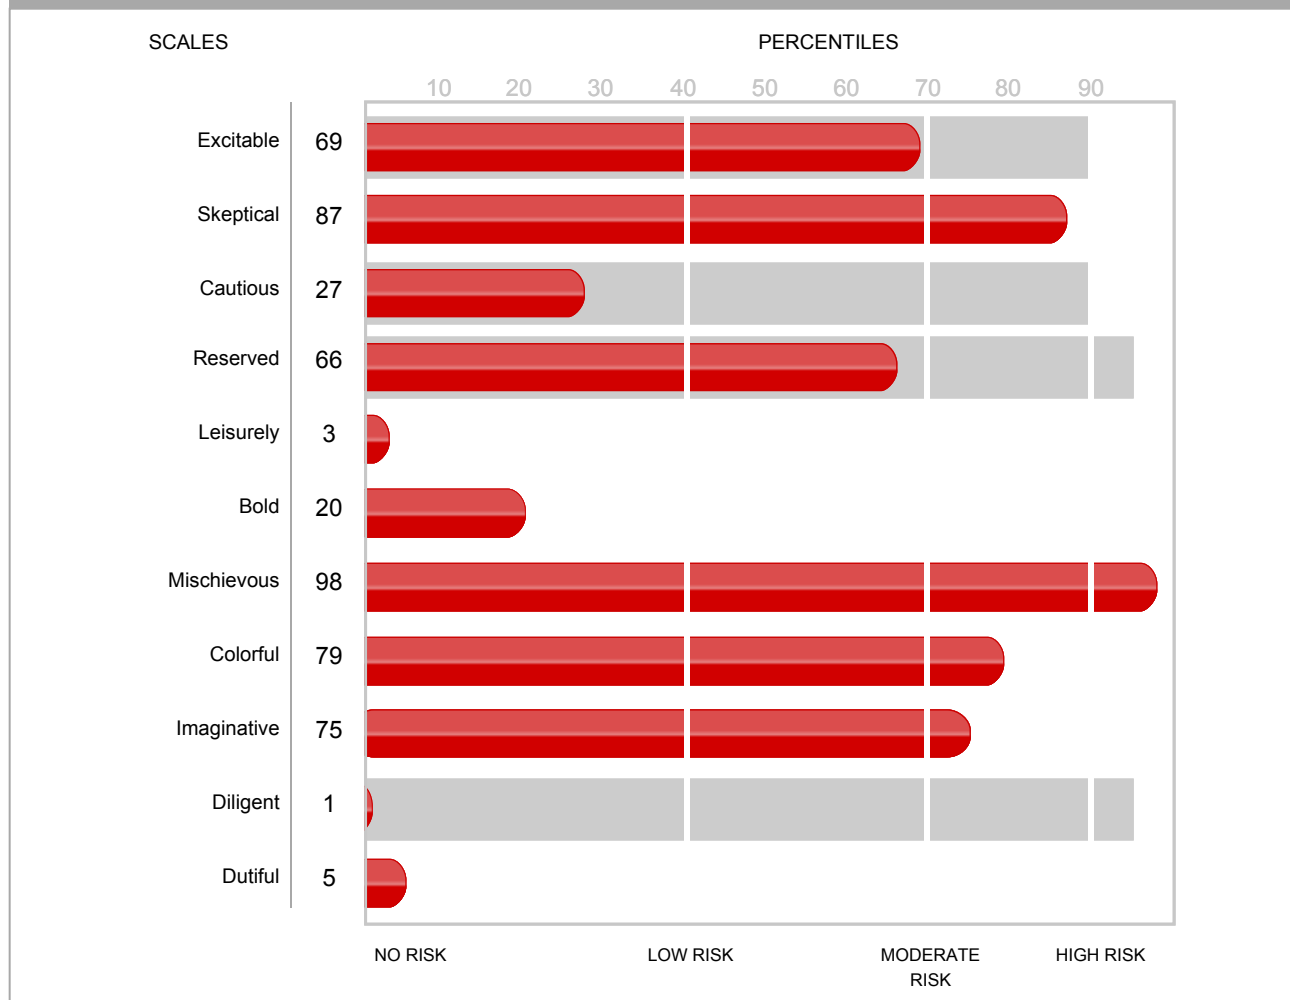 SCALES PERCENTILES
10 20 30 40 50 60 70 80 90
Excitable 69
Skeptical 87
Cautious 27
Reserved 66
Leisurely 3
Bold 20
Mischievous 98
Colorful 79
Imaginative 75
Diligent 1
Dutiful 5
NO RISK LOW RISK MODERATE RISK HIGH RISK